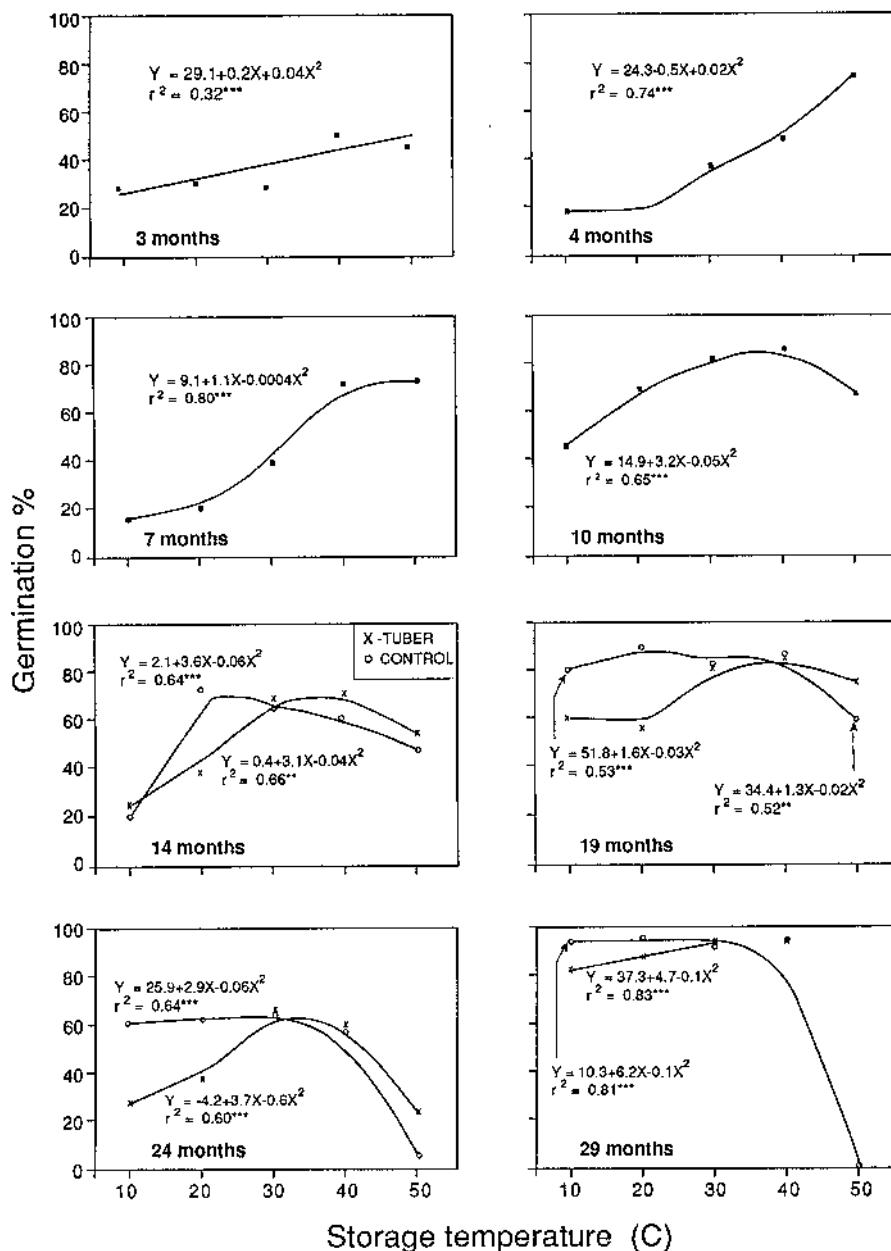 100
80
60
40
20
0
Y = 29.1+0.2X+0.04X²
r² = 0.32***
3 months
Y = 24.3-0.5X+0.02X²
r² = 0.74***
4 months
100
80
60
40
20
0
Y = 9.1+1.1X-0.0004X²
r² = 0.80***
7 months
Y = 14.9+3.2X-0.05X²
r² = 0.65***
10 months
Germination %
100
80
60
40
20
0
Y = 2.1+3.6X-0.06X²
r² = 0.64***
X -TUBER
o CONTROL
Y = 0.4+3.1X-0.04X²
r² = 0.66**
14 months
Y = 51.8+1.6X-0.03X²
r² = 0.53***
Y = 34.4+1.3X-0.02X²
r² = 0.52**
19 months
100
80
60
40
20
0
Y = 25.9+2.9X-0.06X²
r² = 0.64***
Y = -4.2+3.7X-0.6X²
r² = 0.60***
24 months
Y = 37.3+4.7-0.1X²
r² = 0.83***
Y = 10.3+6.2X-0.1X²
r² = 0.81***
29 months
10 20 30 40 50
10 20 30 40 50
Storage temperature (C)